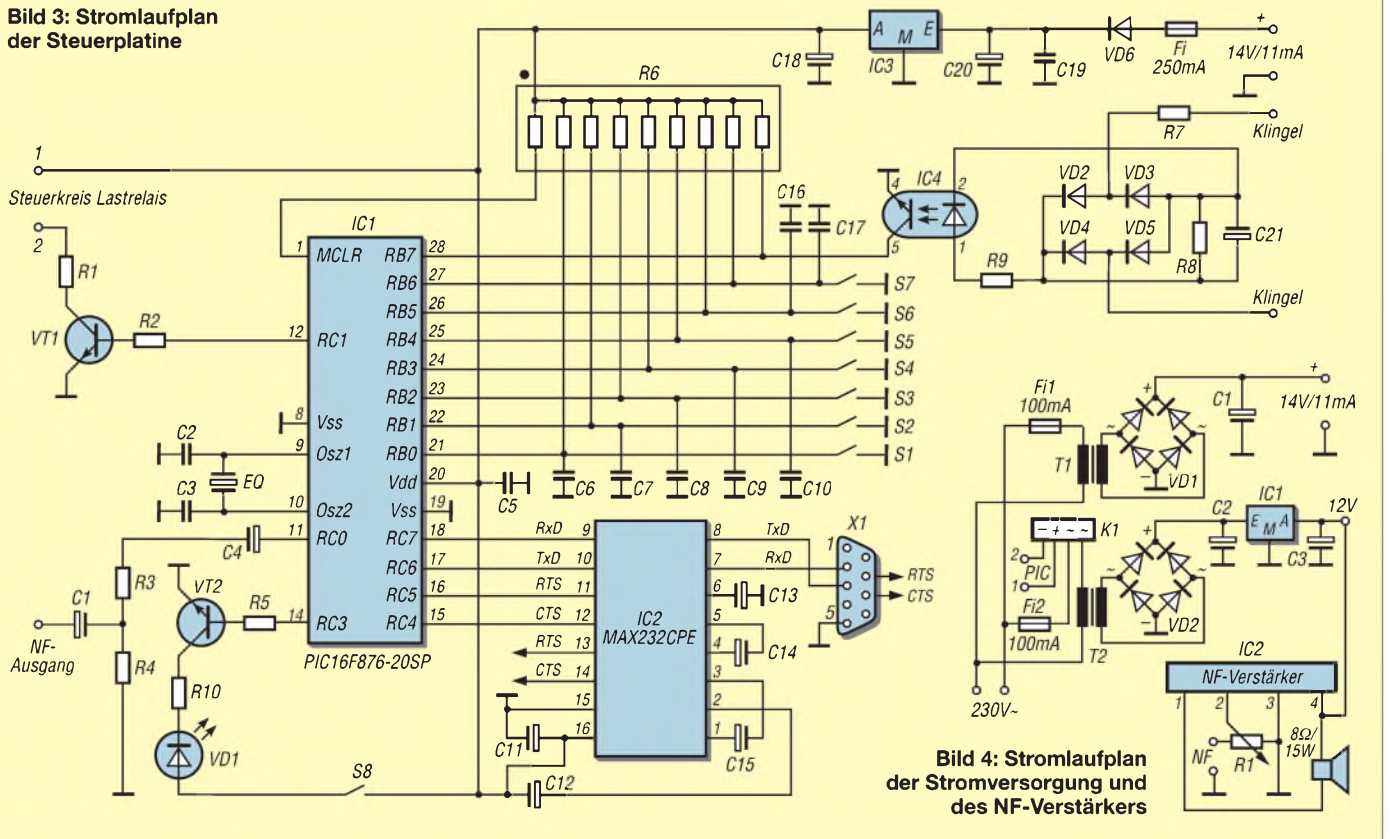 Bild 3: Stromlaufplan
der Steuerplatine
A M E
IC3
C18
C20
C19
VD6
Fi
250mA
+
14V/11mA
R6
R7
Klingel
1
Steuerkreis Lastrelais
2
R1
VT1
R2
IC1
1 MCLR RB7 28
RB6 27
RB5 26
12 RC1 RB4 25
RB3 24
RB2 23
8 Vss RB1 22
9 Osz1 RB0 21
Vdd 20
10 Osz2 Vss 19
11 RC0 RC7 18
RC6 17
RC5 16
14 RC3 RC4 15
PIC16F876-20SP
C16
C17
4 IC4 2
5 1
R9
VD2 VD3
VD4 VD5
R8
C21
Klingel
S7
S6
S5
S4
S3
S2
S1
C2
C3
EQ
C4
C5
C6 C7 C8 C9 C10
R3
C1
NF-
Ausgang
R4
VT2
R5
R10
VD1
S8
RxD 9
TxD 10
RTS 11
CTS 12
RTS 13
CTS 14
15
16
IC2
MAX232CPE
8 TxD
7 RxD
6 C13
5
4 C14
3
2
1 C15
C11
C12
X1
1
5
RTS
CTS
Fi1
100mA
T1
+
~ ~
−
VD1
C1
+
14V/11mA
− + ~ ~ K1
2
PIC
1
Fi2
100mA
T2
230V~
+
~ ~
−
VD2
C2
IC1
E M A
C3
12V
IC2
NF-Verstärker
1 2 3 4
NF
R1
8Ω/
15W
Bild 4: Stromlaufplan
der Stromversorgung und
des NF-Verstärkers